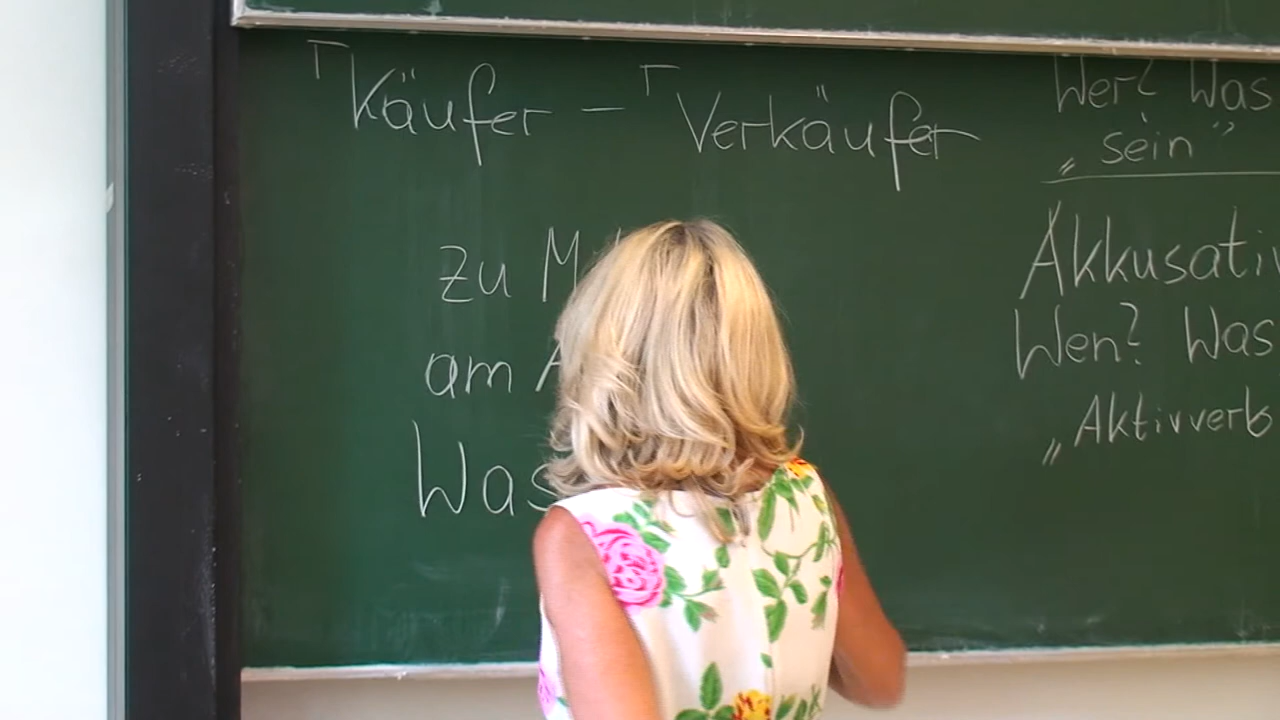 Käufer - Verkäufer
zu
am
Was
Wer? Was
„sein"
Akkusativ
Wen? Was
„Aktivverb